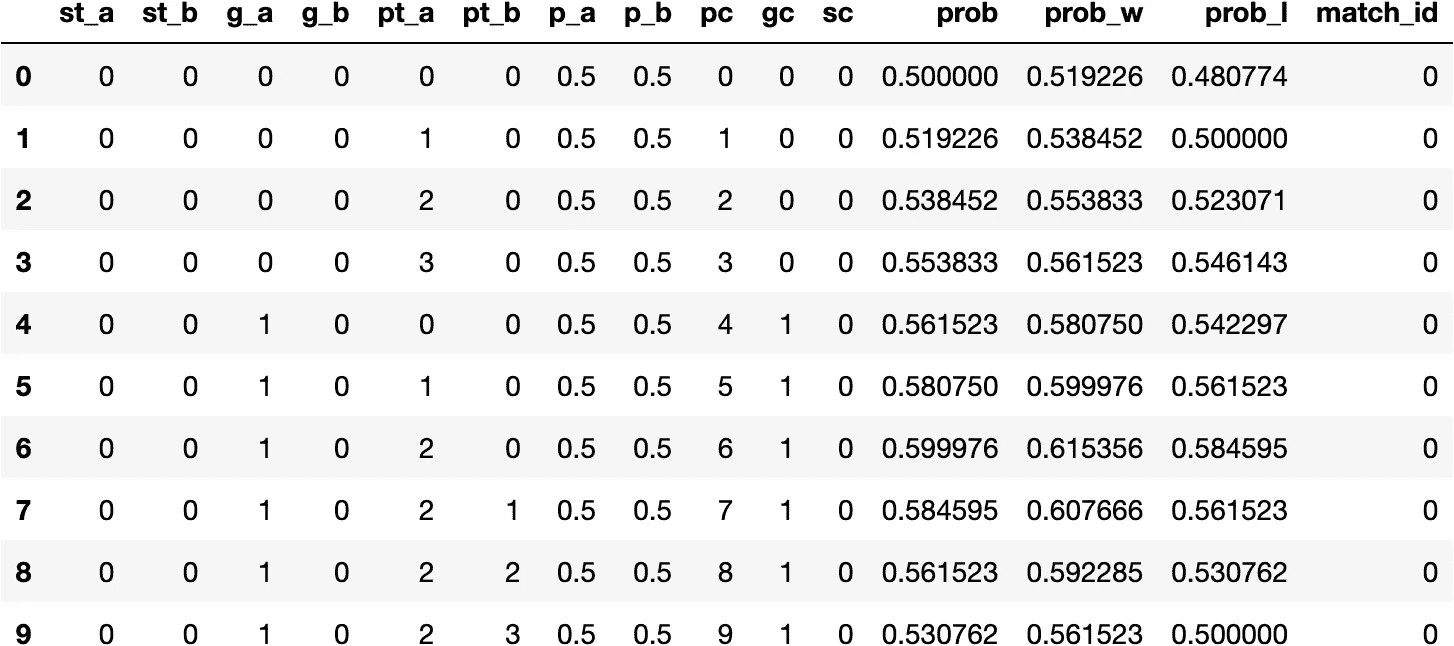 st_a st_b g_a g_b pt_a pt_b p_a p_b pc gc sc prob prob_w prob_l match_id
0 0 0 0 0 0 0 0.5 0.5 0 0 0 0.500000 0.519226 0.480774 0
1 0 0 0 0 1 0 0.5 0.5 1 0 0 0.519226 0.538452 0.500000 0
2 0 0 0 0 2 0 0.5 0.5 2 0 0 0.538452 0.553833 0.523071 0
3 0 0 0 0 3 0 0.5 0.5 3 0 0 0.553833 0.561523 0.546143 0
4 0 0 1 0 0 0 0.5 0.5 4 1 0 0.561523 0.580750 0.542297 0
5 0 0 1 0 1 0 0.5 0.5 5 1 0 0.580750 0.599976 0.561523 0
6 0 0 1 0 2 0 0.5 0.5 6 1 0 0.599976 0.615356 0.584595 0
7 0 0 1 0 2 1 0.5 0.5 7 1 0 0.584595 0.607666 0.561523 0
8 0 0 1 0 2 2 0.5 0.5 8 1 0 0.561523 0.592285 0.530762 0
9 0 0 1 0 2 3 0.5 0.5 9 1 0 0.530762 0.561523 0.500000 0